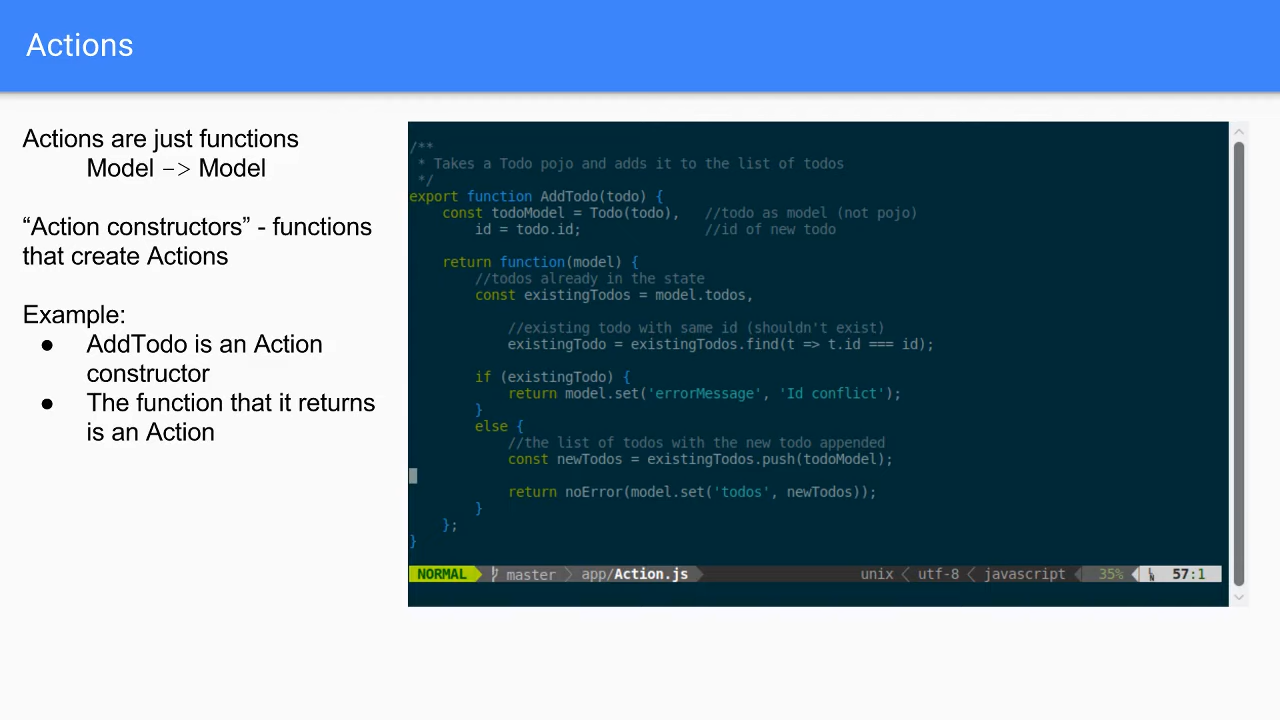 Actions
Actions are just functions
Model –> Model
“Action constructors” - functions
that create Actions
Example:
● AddTodo is an Action
constructor
● The function that it returns
is an Action
/**
 * Takes a Todo pojo and adds it to the list of todos
 */
export function AddTodo(todo) {
    const todoModel = Todo(todo),   //todo as model (not pojo)
        id = todo.id;               //id of new todo
    return function(model) {
        //todos already in the state
        const existingTodos = model.todos,
            //existing todo with same id (shouldn't exist)
            existingTodo = existingTodos.find(t => t.id === id);
        if (existingTodo) {
            return model.set('errorMessage', 'Id conflict');
        }
        else {
            //the list of todos with the new todo appended
            const newTodos = existingTodos.push(todoModel);
            return noError(model.set('todos', newTodos));
        }
    };
}
NORMAL master app/Action.js unix utf-8 javascript 35% 57:1